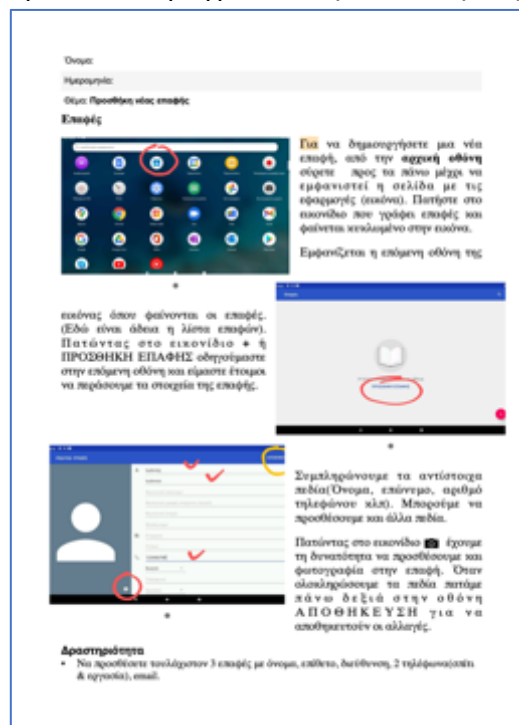 Όνομα:
Ημερομηνία:
Θέμα: Προσθήκη νέας επαφής
Επαφές
Για να δημιουργήσετε μια νέα
επαφή, από την αρχική οθόνη
σύρετε προς τα πάνω μέχρι να
εμφανιστεί η σελίδα με τις
εφαρμογές (εικόνα). Πατήστε στο
εικονίδιο που γράφει επαφές και
φαίνεται κυκλωμένο στην εικόνα.
Εμφανίζεται η επόμενη οθόνη της
εικόνας όπου φαίνονται οι επαφές.
(Εδώ είναι άδεια η λίστα επαφών).
Πατώντας στο εικονίδιο + ή
ΠΡΟΣΘΗΚΗ ΕΠΑΦΗΣ οδηγούμαστε
στην επόμενη οθόνη και είμαστε έτοιμοι
να περάσουμε τα στοιχεία της επαφής.
Συμπληρώνουμε τα αντίστοιχα
πεδία(Όνομα, επώνυμο, αριθμό
τηλεφώνου κλπ). Μπορούμε να
προσθέσουμε και άλλα πεδία.
Πατώντας στο εικονίδιο έχουμε
τη δυνατότητα να προσθέσουμε και
φωτογραφία στην επαφή. Όταν
ολοκληρώσουμε τα πεδία πατάμε
πάνω δεξιά στην οθόνη
ΑΠΟΘΗΚΕΥΣΗ για να
αποθηκευτούν οι αλλαγές.
Δραστηριότητα
• Να προσθέσετε τουλάχιστον 3 επαφές με όνομα, επίθετο, διεύθυνση, 2 τηλέφωνα(σπίτι
& εργασία), email.